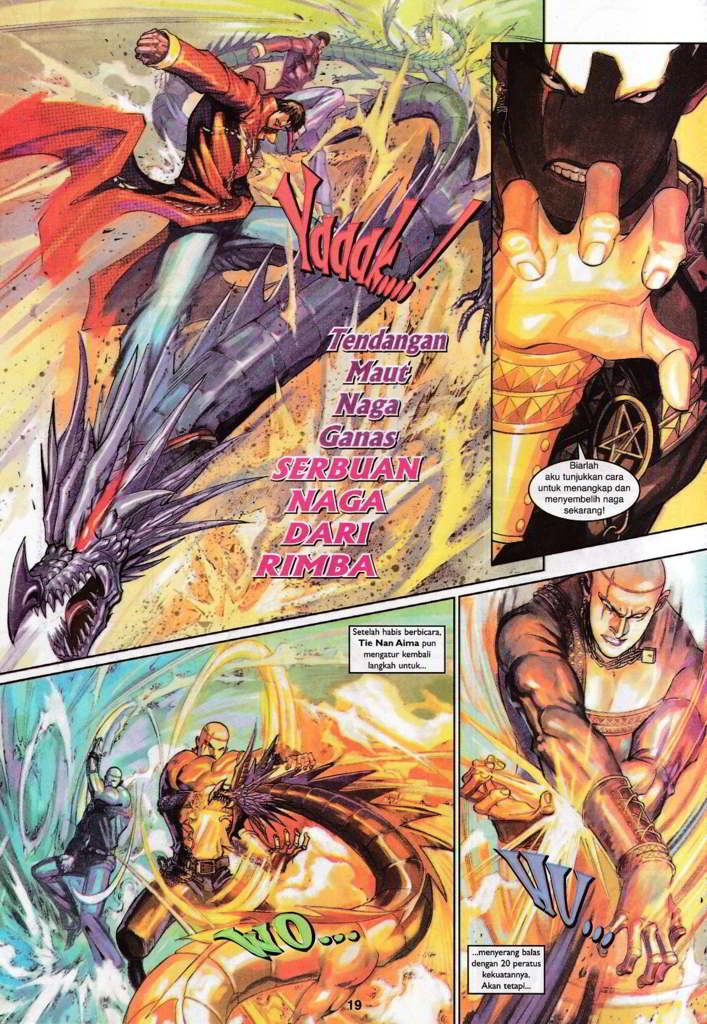 Yaaak...!
Tendangan
Maut
Naga
Ganas
SERBUAN
NAGA
DARI
RIMBA
Biarlah
aku tunjukkan cara
untuk menangkap dan
menyembelih naga
sekarang!
Setelah habis berbicara,
Tie Nan Aima pun
mengatur kembali
langkah untuk...
WO...
WU...
...menyerang balas
dengan 20 peratus
kekuatannya.
Akan tetapi...
19